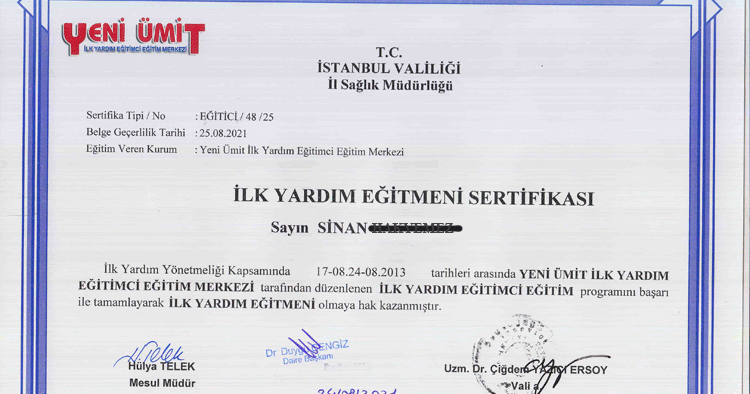 YENİ ÜMİT
İLK YARDIM EĞİTİMCİ EĞİTİM MERKEZİ
T.C.
İSTANBUL VALİLİĞİ
İl Sağlık Müdürlüğü
Sertifika Tipi / No : EĞİTİCİ / 48 /25
Belge Geçerlilik Tarihi : 25.08.2021
Eğitim Veren Kurum : Yeni Ümit İlk Yardım Eğitimci Eğitim Merkezi
İLK YARDIM EĞİTMENİ SERTİFİKASI
Sayın SİNAN
İlk Yardım Yönetmeliği Kapsamında 17-08.24-08.2013 tarihleri arasında YENİ ÜMİT İLK YARDIM
EĞİTİMCİ EĞİTİM MERKEZİ tarafından düzenlenen İLK YARDIM EĞİTİMCİ EĞİTİM programını başarı
ile tamamlayarak İLK YARDIM EĞİTMENİ olmaya hak kazanmıştır.
H.Telek
Hülya TELEK
Mesul Müdür
Dr Duygu CENGİZ
Daire Başkanı
Uzm. Dr. Çiğdem YAZICI ERSOY
Vali a.